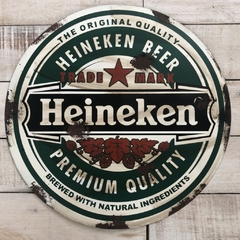 THE ORIGINAL QUALITY
HEINEKEN BEER
TRADE MARK
Heineken
PREMIUM QUALITY
BREWED WITH NATURAL INGREDIENTS